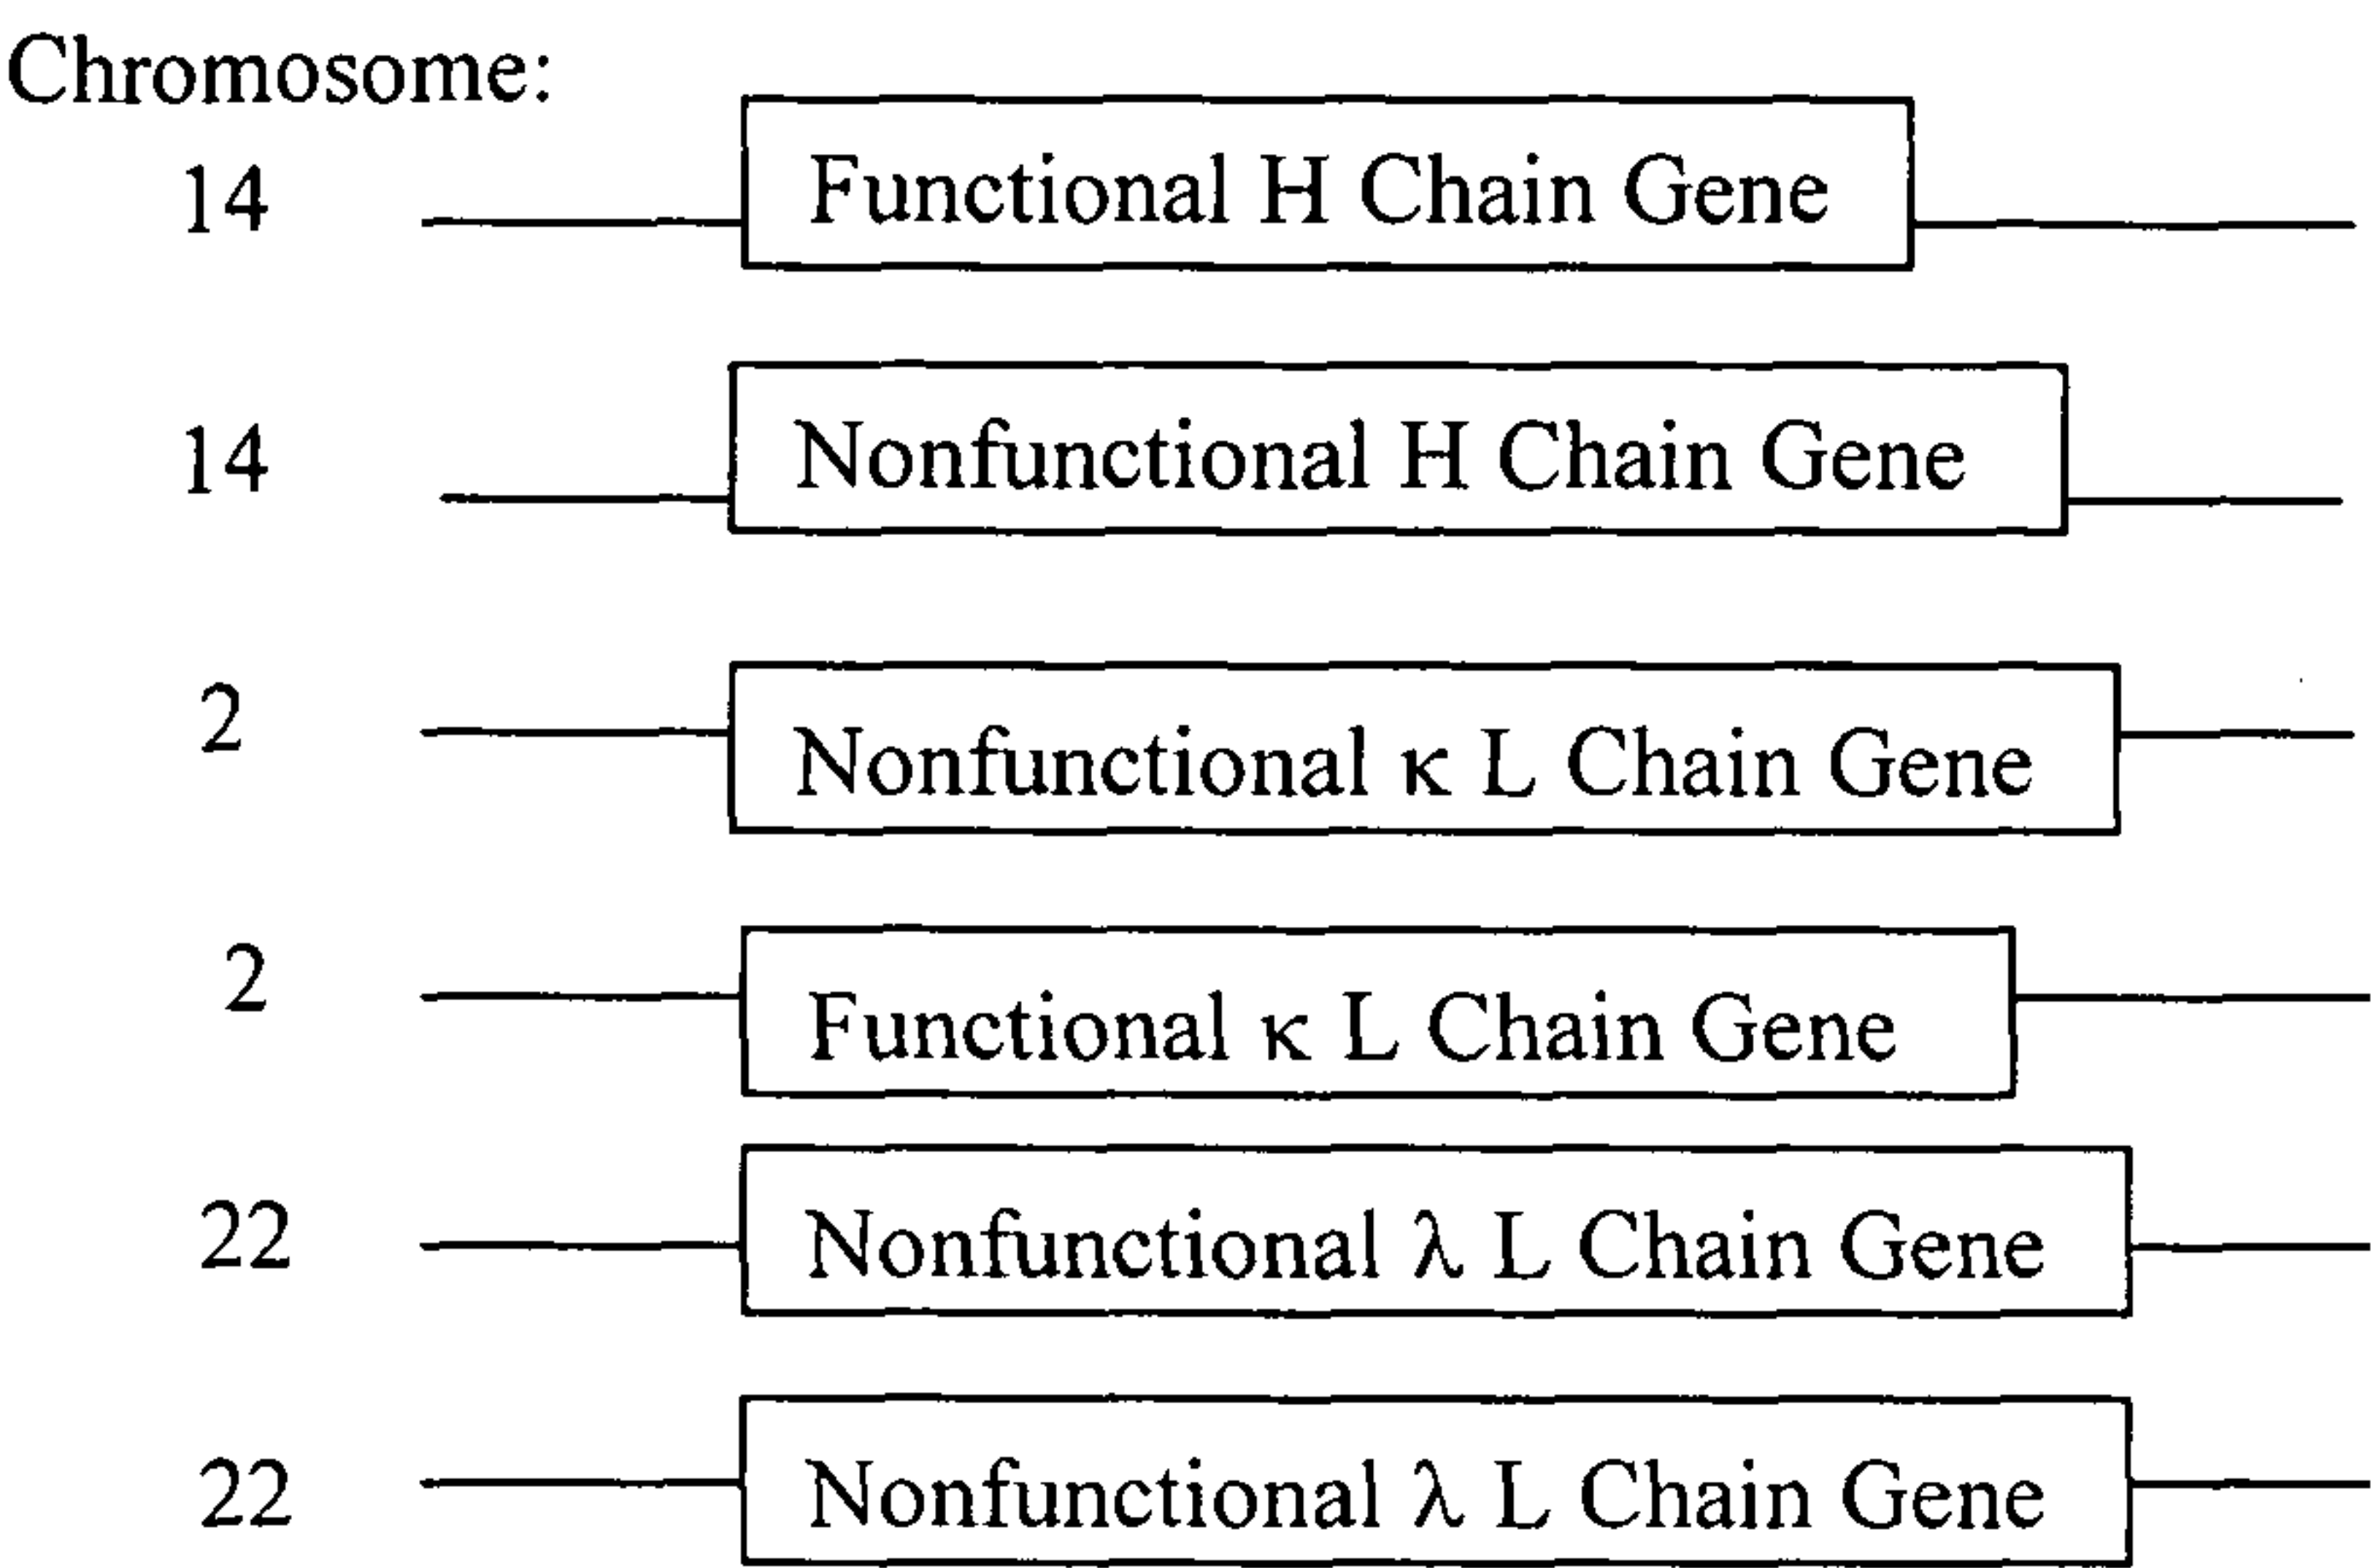 Chromosome:
14 Functional H Chain Gene
14 Nonfunctional H Chain Gene
2 Nonfunctional κ L Chain Gene
2 Functional κ L Chain Gene
22 Nonfunctional λ L Chain Gene
22 Nonfunctional λ L Chain Gene